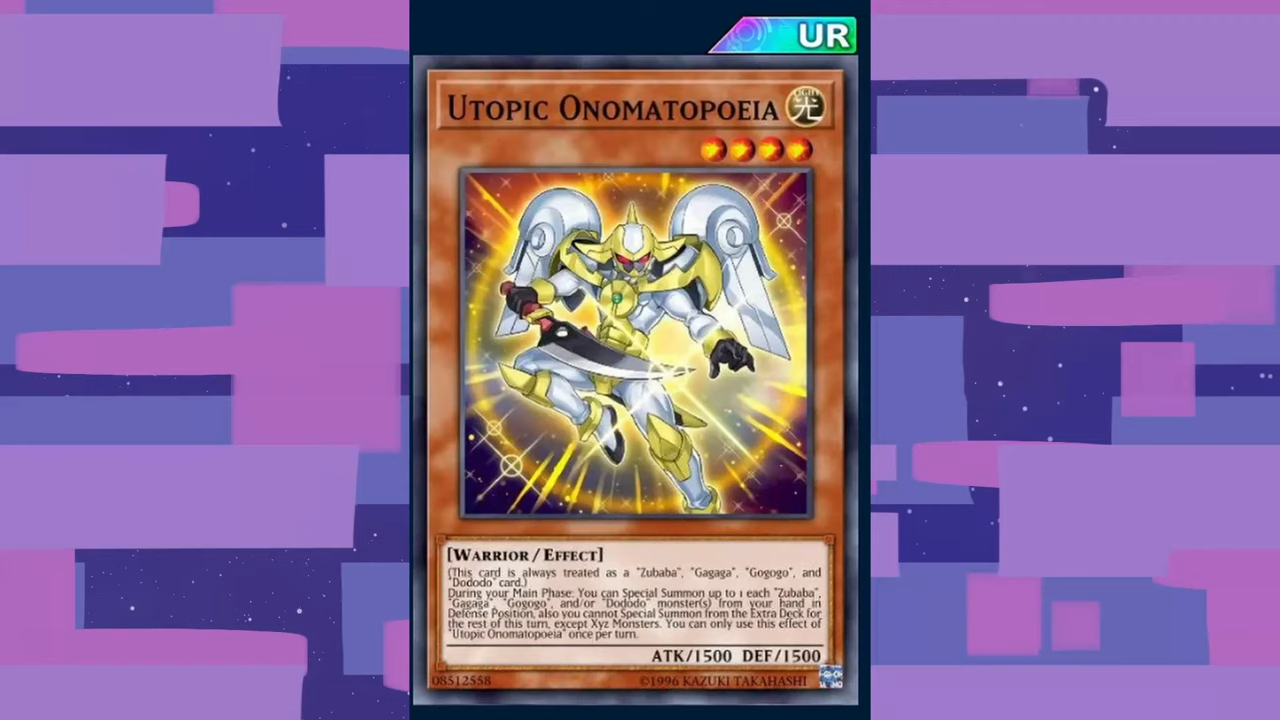 UR
UTOPIC ONOMATOPOEIA
LIGHT
光
[WARRIOR/EFFECT]
(This card is always treated as a "Zubaba", "Gagaga", "Gogogo", and
"Dododo" card.)
During your Main Phase: You can Special Summon up to 1 each "Zubaba",
"Gagaga", "Gogogo", and/or "Dododo" monster(s) from your hand in
Defense Position, also you cannot Special Summon from the Extra Deck for
the rest of this turn, except Xyz Monsters. You can only use this effect of
"Utopic Onomatopoeia" once per turn.
ATK/1500 DEF/1500
08512558
©1996 KAZUKI TAKAHASHI